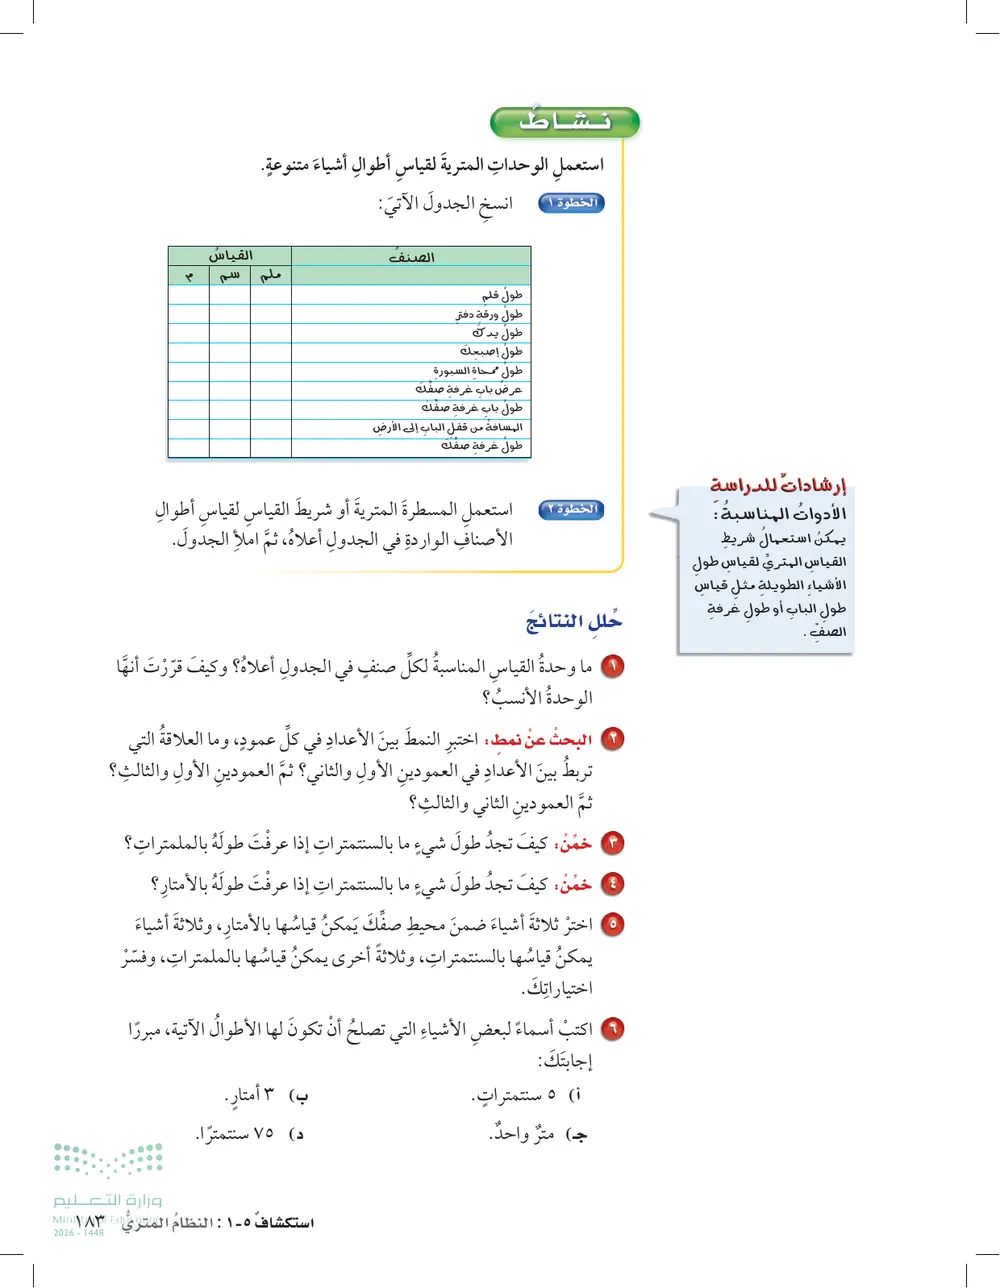 نشاط
استعملِ الوحداتِ المتريةَ لقياسِ أطوالِ أشياءَ متنوعةٍ.
الخطوة ١ انسخِ الجدولَ الآتيَ:
الصنفُ القياسُ
ملم سم م
طولُ قلمٍ
طولُ ورقةِ دفترٍ
طولُ يدكَ
طولُ إصبعِكَ
طولُ ممحاةِ السبورةِ
عرضُ بابِ غرفةِ صفِّكَ
طولُ بابِ غرفةِ صفِّكَ
المسافةُ من قفلِ البابِ إلى الأرضِ
طولُ غرفةِ صفِّكَ
الخطوة ٢ استعملِ المسطرةَ المتريةَ أو شريطَ القياسِ لقياسِ أطوالِ
الأصنافِ الواردةِ في الجدولِ أعلاهُ، ثمَّ املأِ الجدولَ.
إرشاداتٌ للدراسةِ
الأدواتُ المناسبةُ:
يمكنُ استعمالُ شريطِ
القياسِ المتريِّ لقياسِ طولِ
الأشياءِ الطويلةِ مثلِ قياسِ
طولِ البابِ أو طولِ غرفةِ
الصفِّ.
حلِّلِ النتائجَ
١ ما وحدةُ القياسِ المناسبةُ لكلِّ صنفٍ في الجدولِ أعلاهُ؟ وكيفَ قرّرْتَ أنهَّا
الوحدةُ الأنسبُ؟
٢ البحثُ عنْ نمطٍ: اختبرِ النمطَ بينَ الأعدادِ في كلِّ عمودٍ، وما العلاقةُ التي
تربطُ بينَ الأعدادِ في العمودينِ الأولِ والثاني؟ ثمَّ العمودينِ الأولِ والثالثِ؟
ثمَّ العمودينِ الثاني والثالثِ؟
٣ خمِّنْ: كيفَ تجدُ طولَ شيءٍ ما بالسنتمتراتِ إذا عرفْتَ طولَهُ بالملمتراتِ؟
٤ خمِّنْ: كيفَ تجدُ طولَ شيءٍ ما بالسنتمتراتِ إذا عرفْتَ طولَهُ بالأمتارِ؟
٥ اخترْ ثلاثةَ أشياءَ ضمنَ محيطِ صفِّكَ يَمكنُ قياسُها بالأمتارِ، وثلاثةَ أشياءَ
يمكنُ قياسُها بالسنتمتراتِ، وثلاثةً أخرى يمكنُ قياسُها بالملمتراتِ، وفسّرْ
اختياراتِكَ.
٦ اكتبْ أسماءً لبعضِ الأشياءِ التي تصلحُ أنْ تكونَ لها الأطوالُ الآتية، مبررًا
إجابتَكَ:
أ) ٥ سنتمتراتٍ. ب) ٣ أمتارٍ.
جـ) مترٌ واحدٌ. د) ٧٥ سنتمترًا.
وزارة التعليم
Ministry of Education
2026 - 1448
استكشافٌ ٥-١ : النظامُ المتريُّ ١٨٣